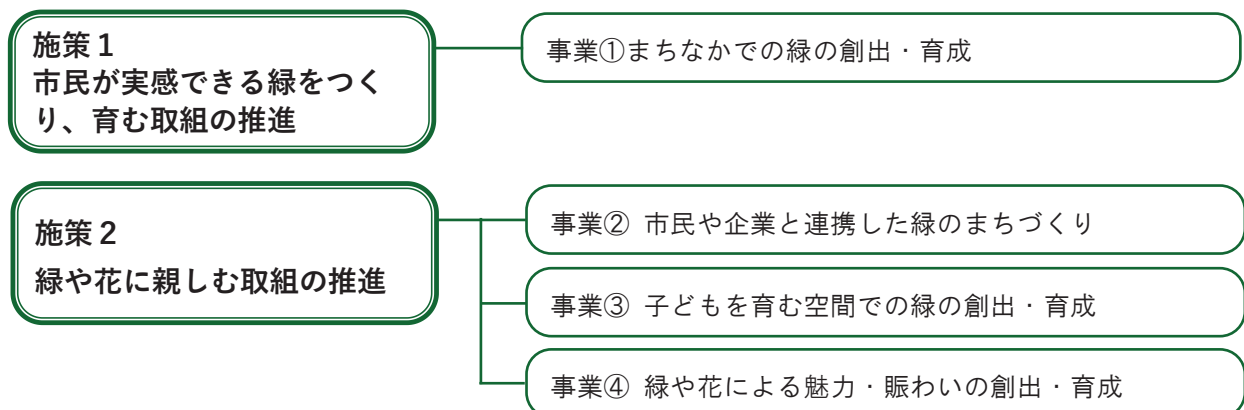 施策1
市民が実感できる緑をつく
り、育む取組の推進
事業①まちなかでの緑の創出・育成
施策2
緑や花に親しむ取組の推進
事業② 市民や企業と連携した緑のまちづくり
事業③ 子どもを育む空間での緑の創出・育成
事業④ 緑や花による魅力・賑わいの創出・育成